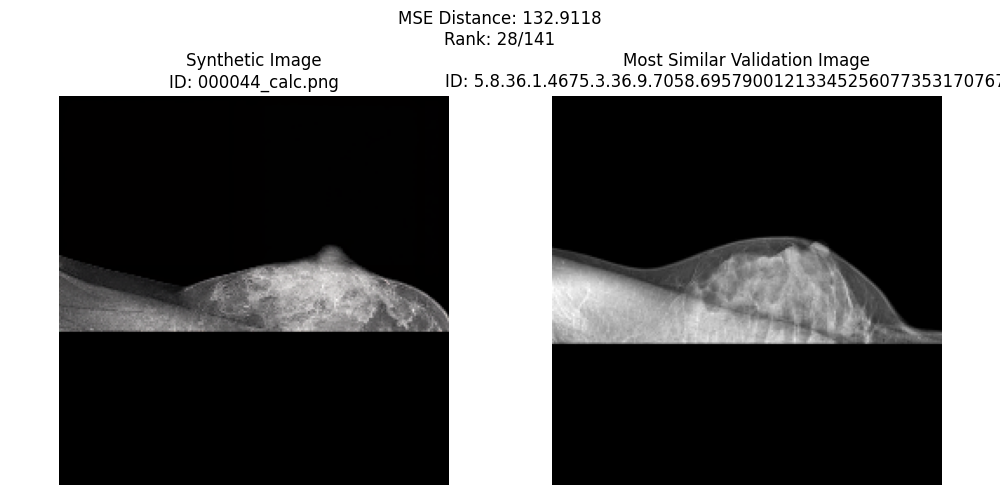 MSE Distance: 132.9118
Rank: 28/141
Synthetic Image
ID: 000044_calc.png
Most Similar Validation Image
ID: 5.8.36.1.4675.3.36.9.7058.69579001213345256077353170767